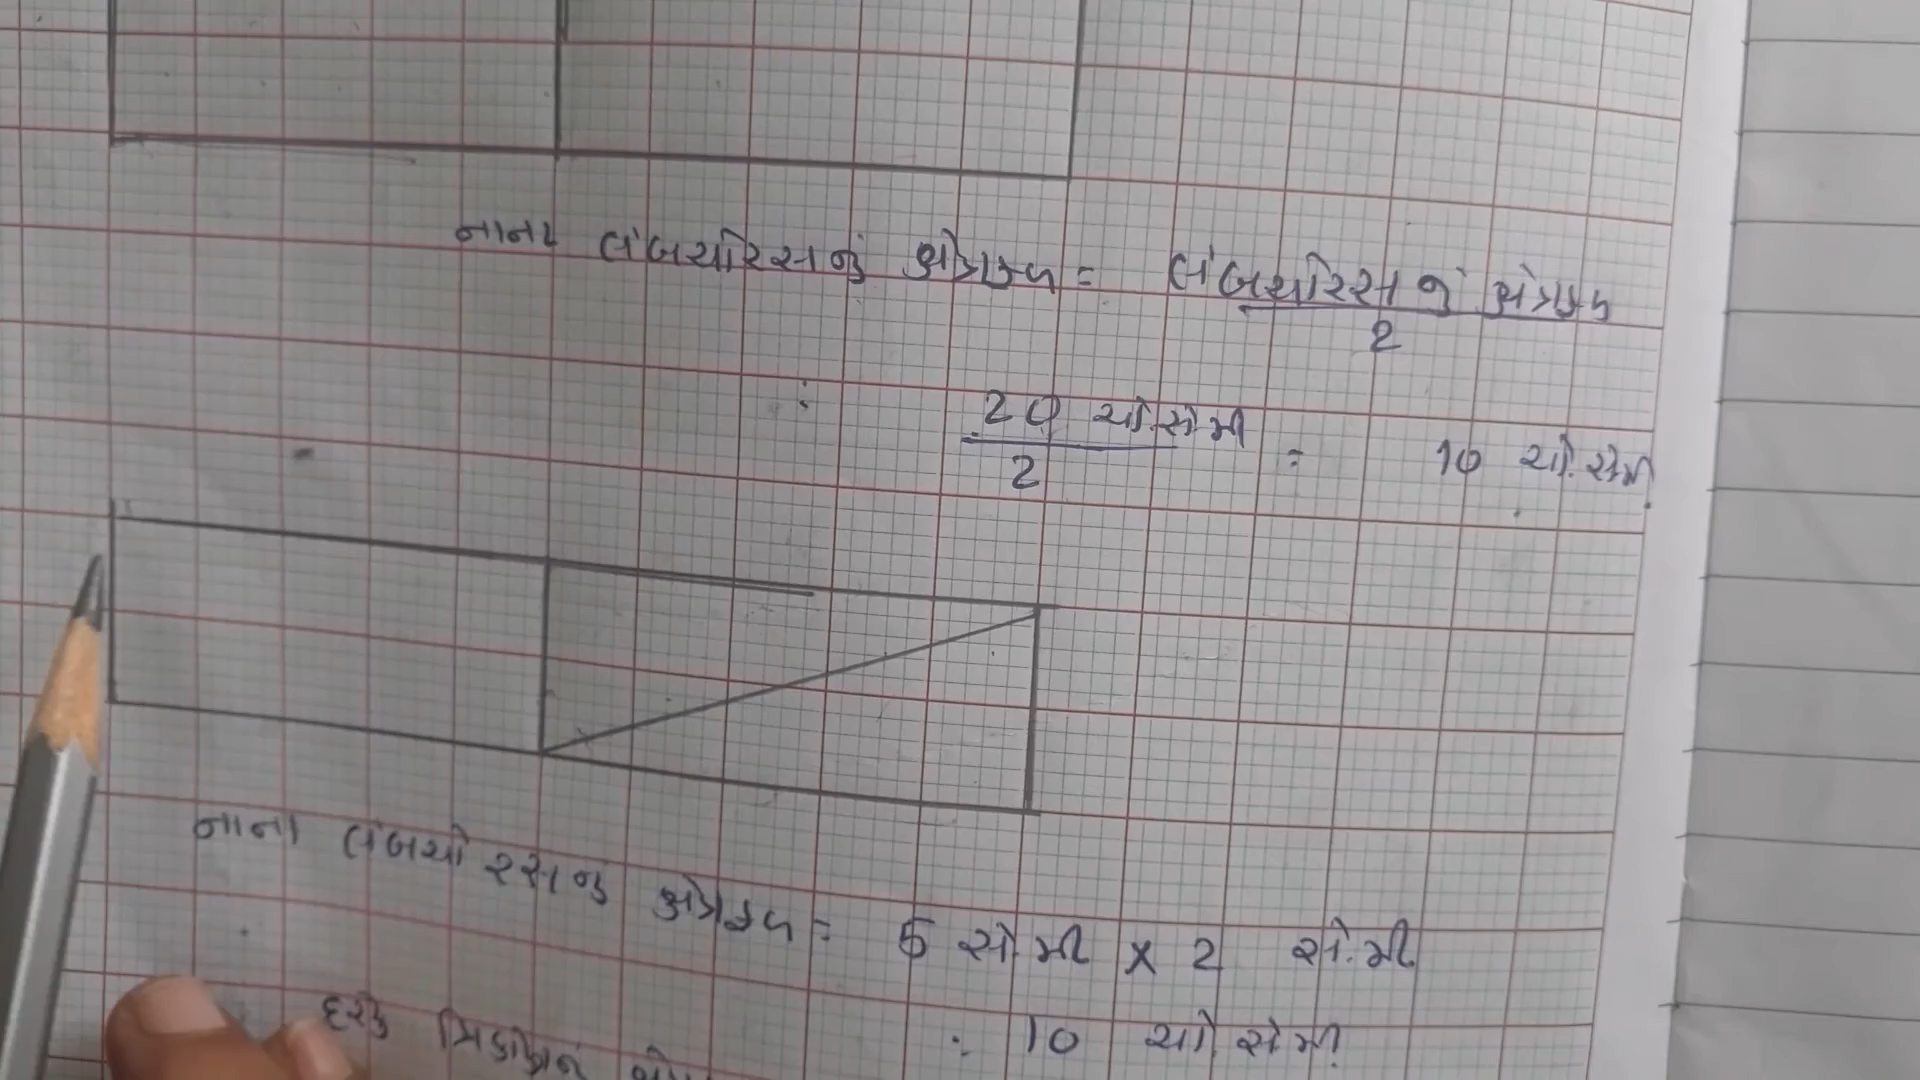 નાના લંબચોરસનું ક્ષેત્રફળ = લંબચોરસનું ક્ષેત્રફળ
2
: 20 ચો.સેમી
2
= 10 ચો.સેમી
નાના લંબચોરસનું ક્ષેત્રફળ = 5 સેમી x 2 સે.મી
: 10 ચો.સેમી
દરેક ત્રિકોણનું